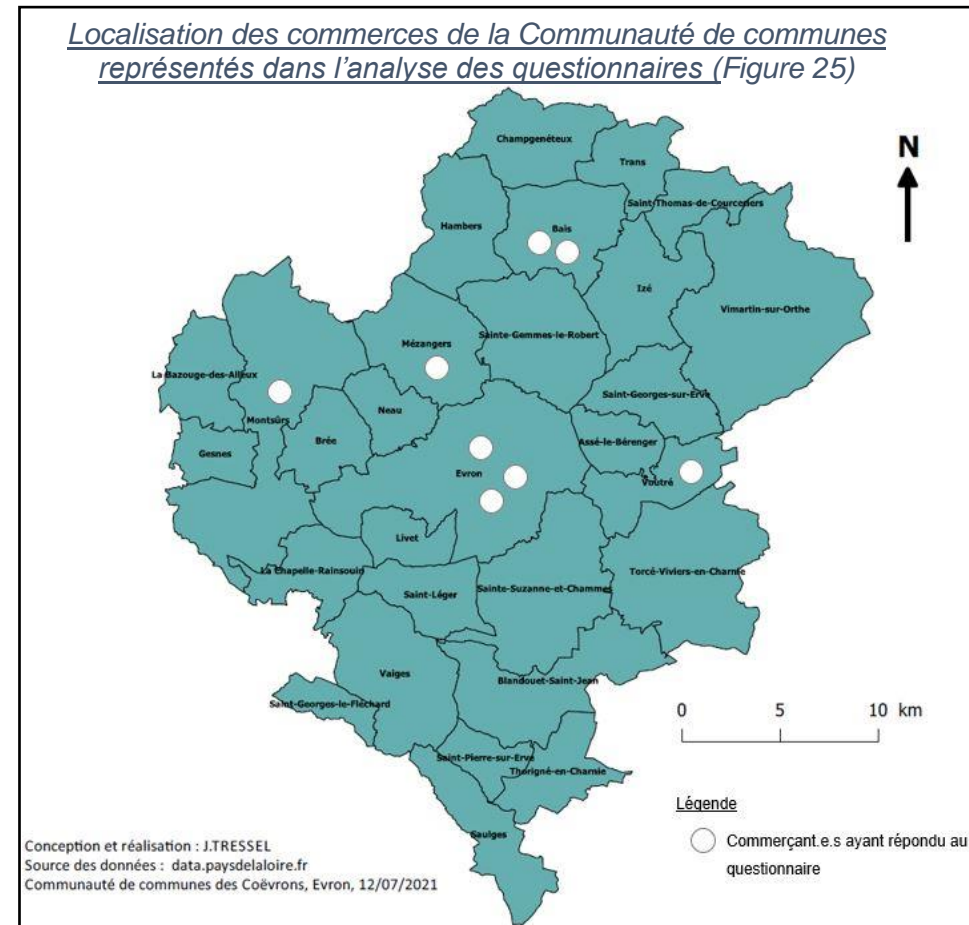 Localisation des commerces de la Communauté de communes
représentés dans l'analyse des questionnaires (Figure 25)
Champgenéteux
N
Trans
Saint-Thomas-de-Courceriers
Hambers
Bais
Izé
Vimartin-sur-Orthe
Sainte-Gemmes-le-Robert
Mézangers
La Bazouge-des-Alleux
Saint-Georges-sur-Erve
Neau
Montsûrs
Brée
Assé-le-Bérenger
Gesnes
Evron
Voutré
Livet
La Chapelle-Rainsouin
Torcé-Viviers-en-Charnie
Saint-Léger
Sainte-Suzanne-et-Chammes
Vaiges
Blandouet-Saint-Jean
Saint-Georges-le-Fléchard
0 5 10 km
Saint-Pierre-sur-Erve
Thorigné-en-Charnie
Saulges
Légende
Commerçant.e.s ayant répondu au
questionnaire
Conception et réalisation : J.TRESSEL
Source des données : data.paysdelaloire.fr
Communauté de communes des Coëvrons, Evron, 12/07/2021